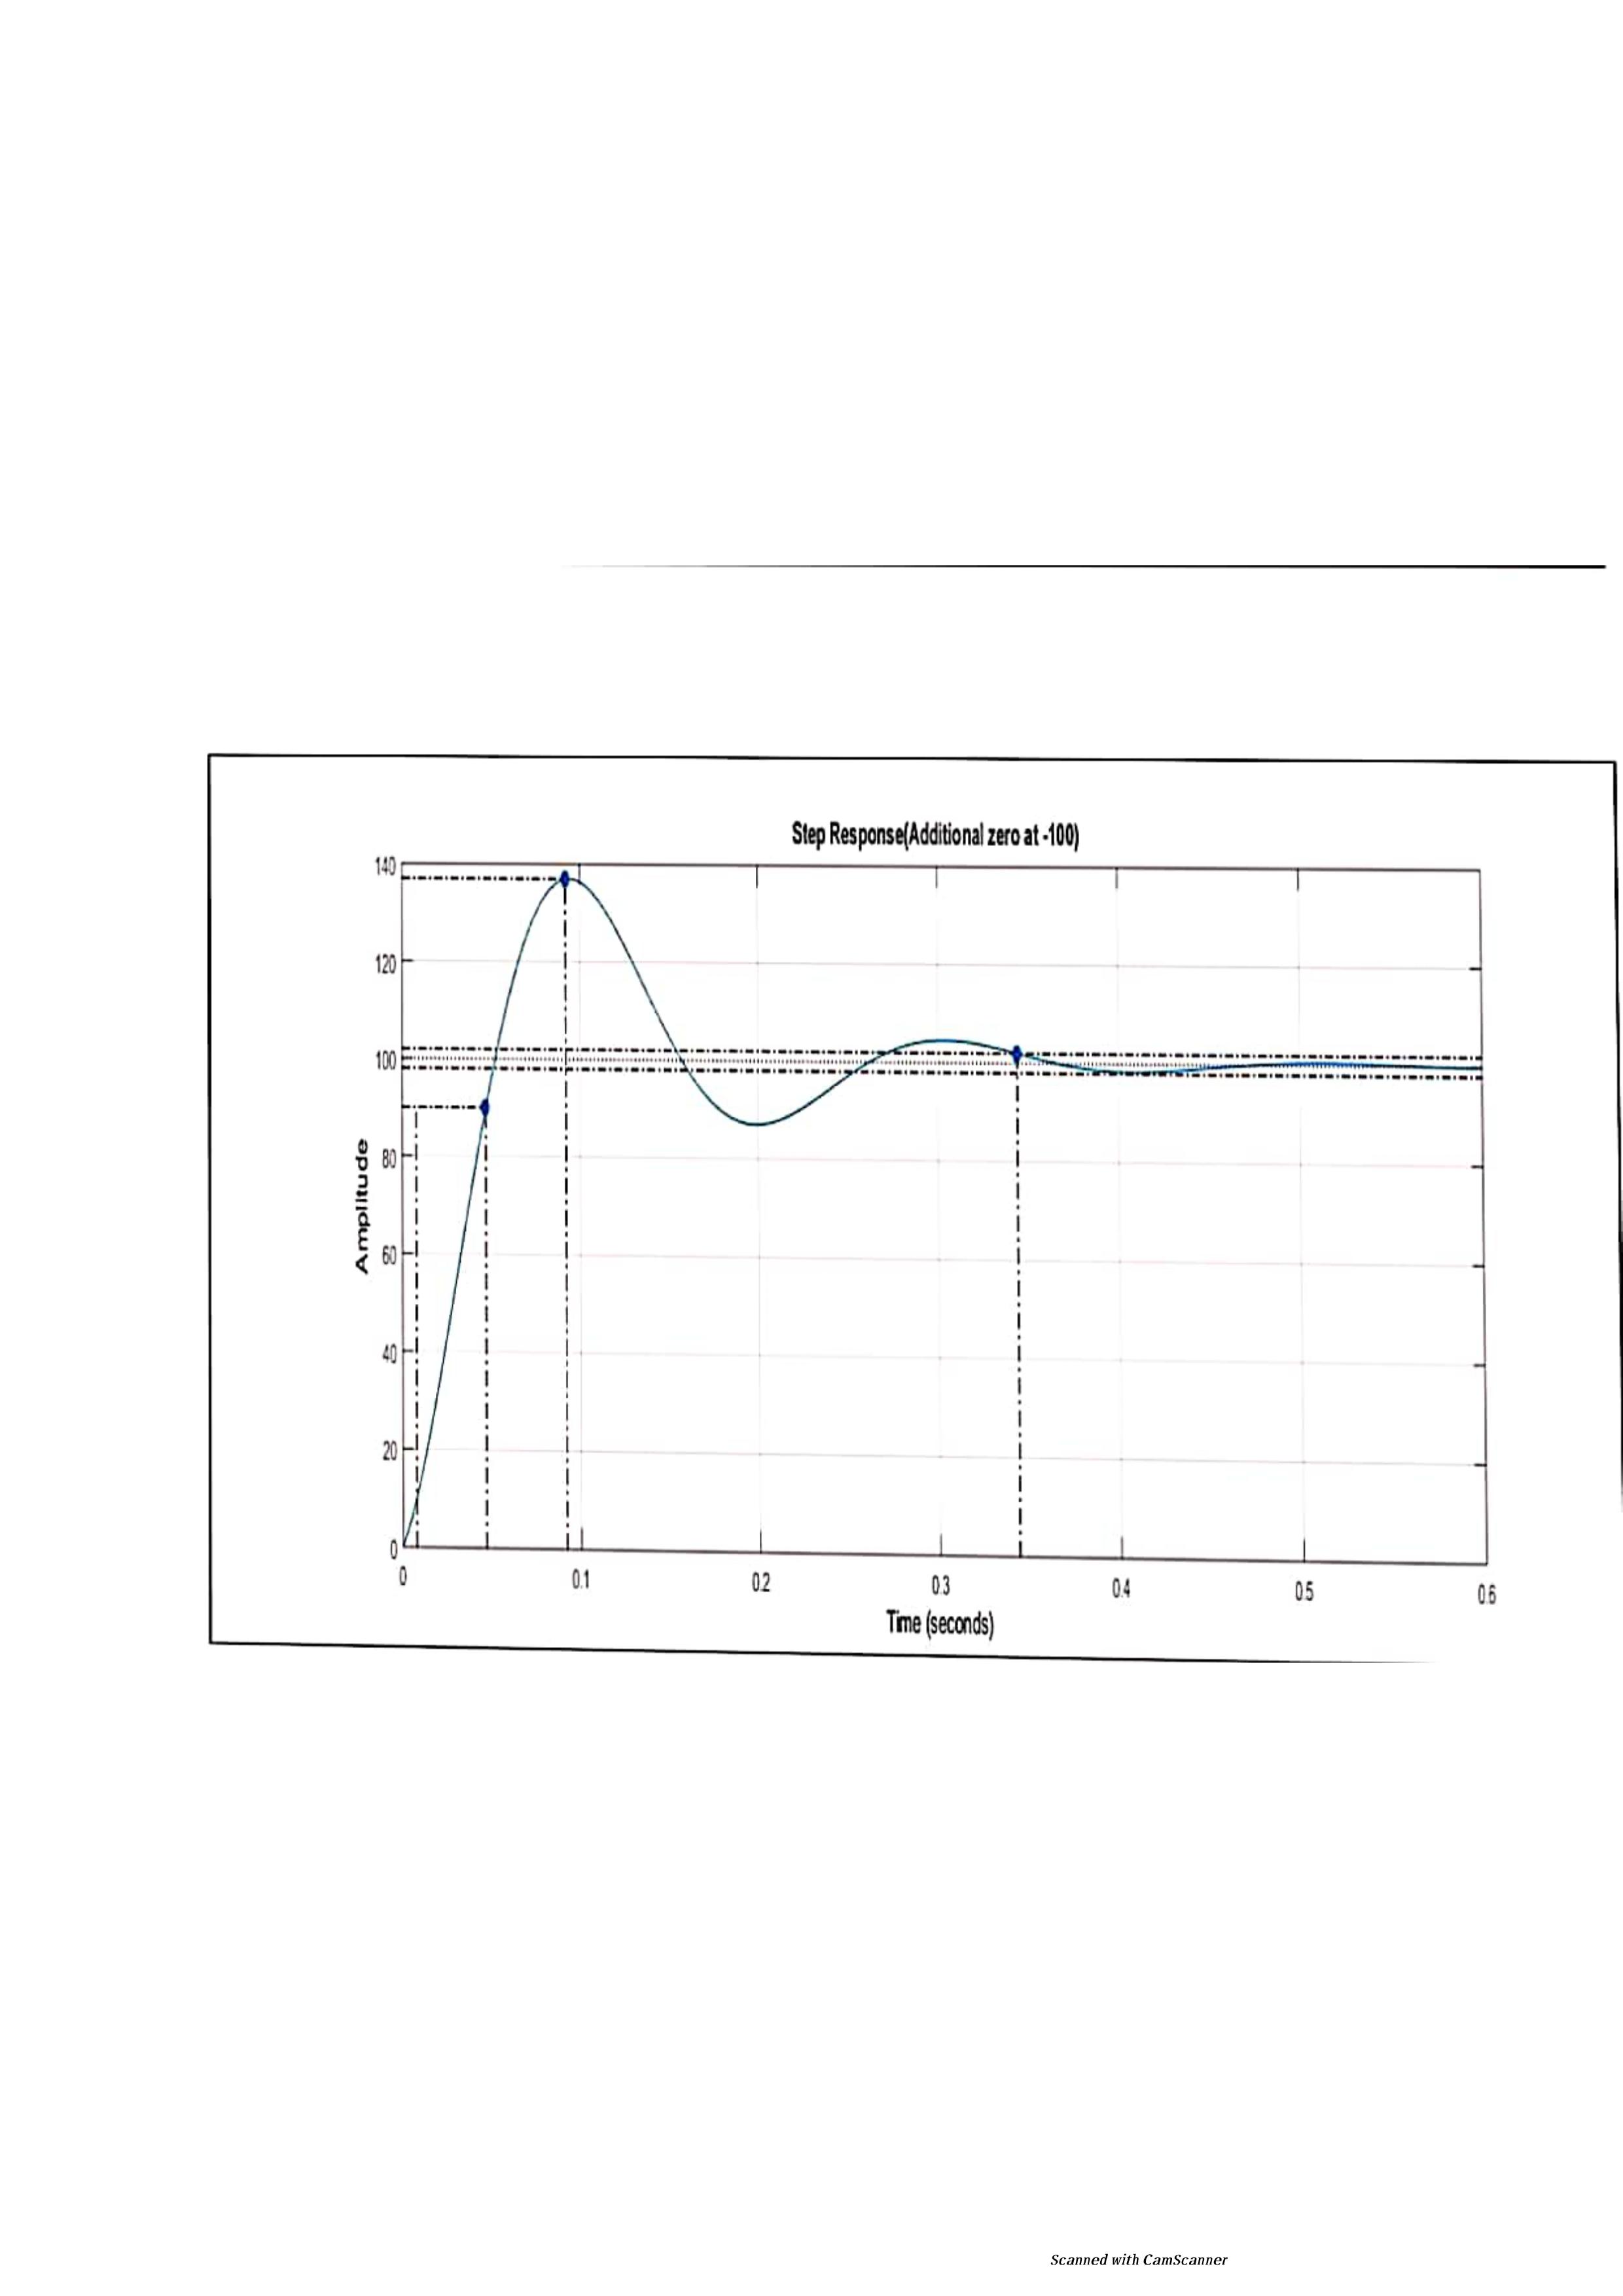 Step Response(Additional zero at -100)
140
120
100
80
60
40
20
0
Amplitude
0 0.1 0.2 0.3 0.4 0.5 0.6
Time (seconds)
Scanned with CamScanner